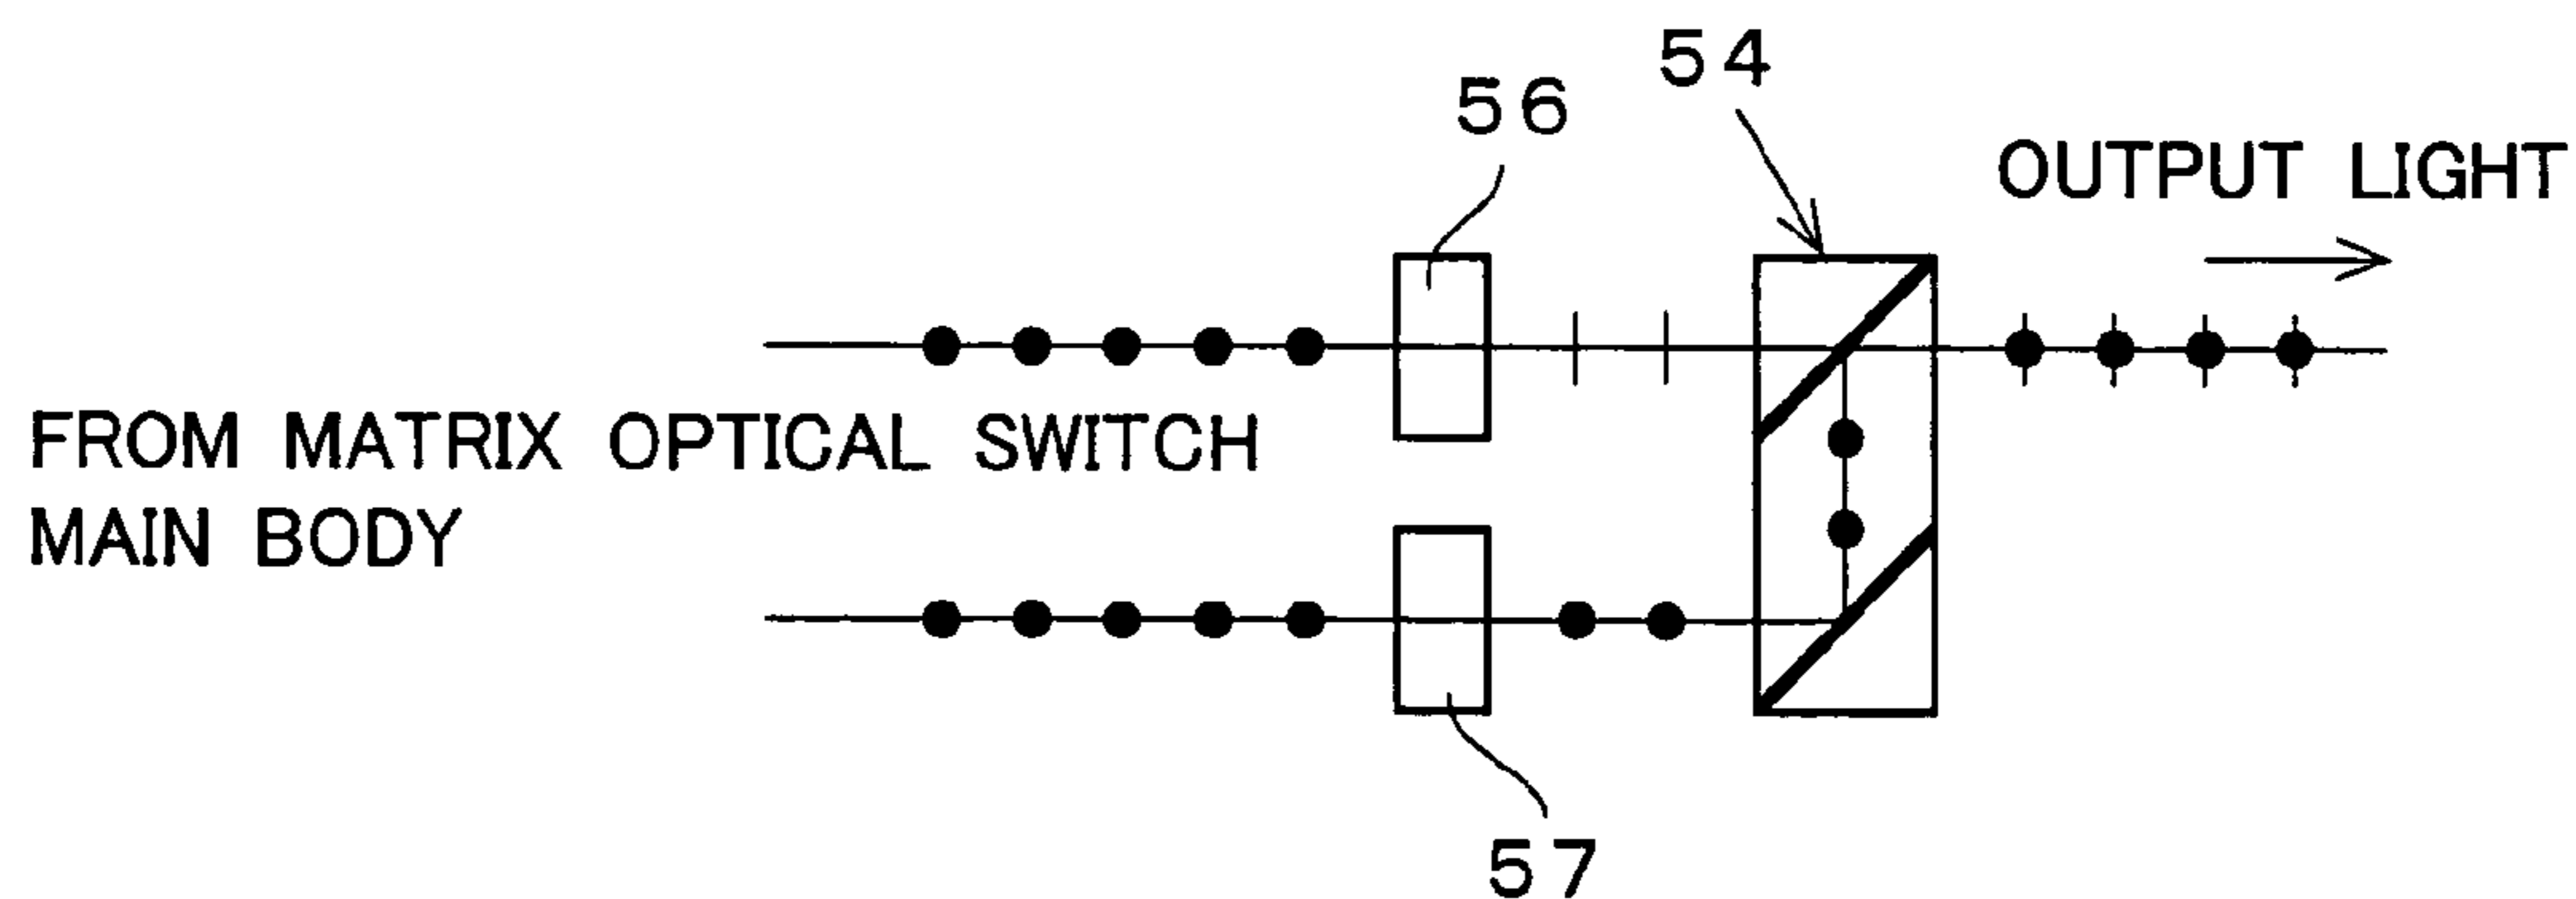 54
56
OUTPUT LIGHT
FROM MATRIX OPTICAL SWITCH
MAIN BODY
57